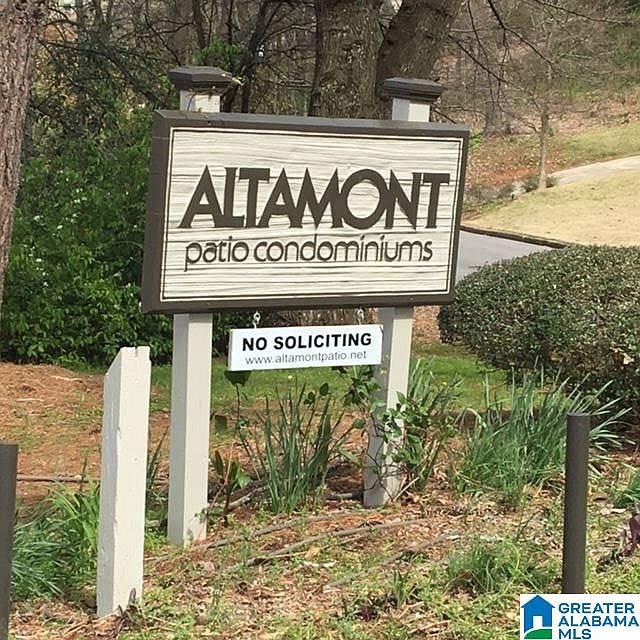 ALTAMONT
patio condominiums
NO SOLICITING
www.altamontpatio.net
GREATER
ALABAMA
MLS